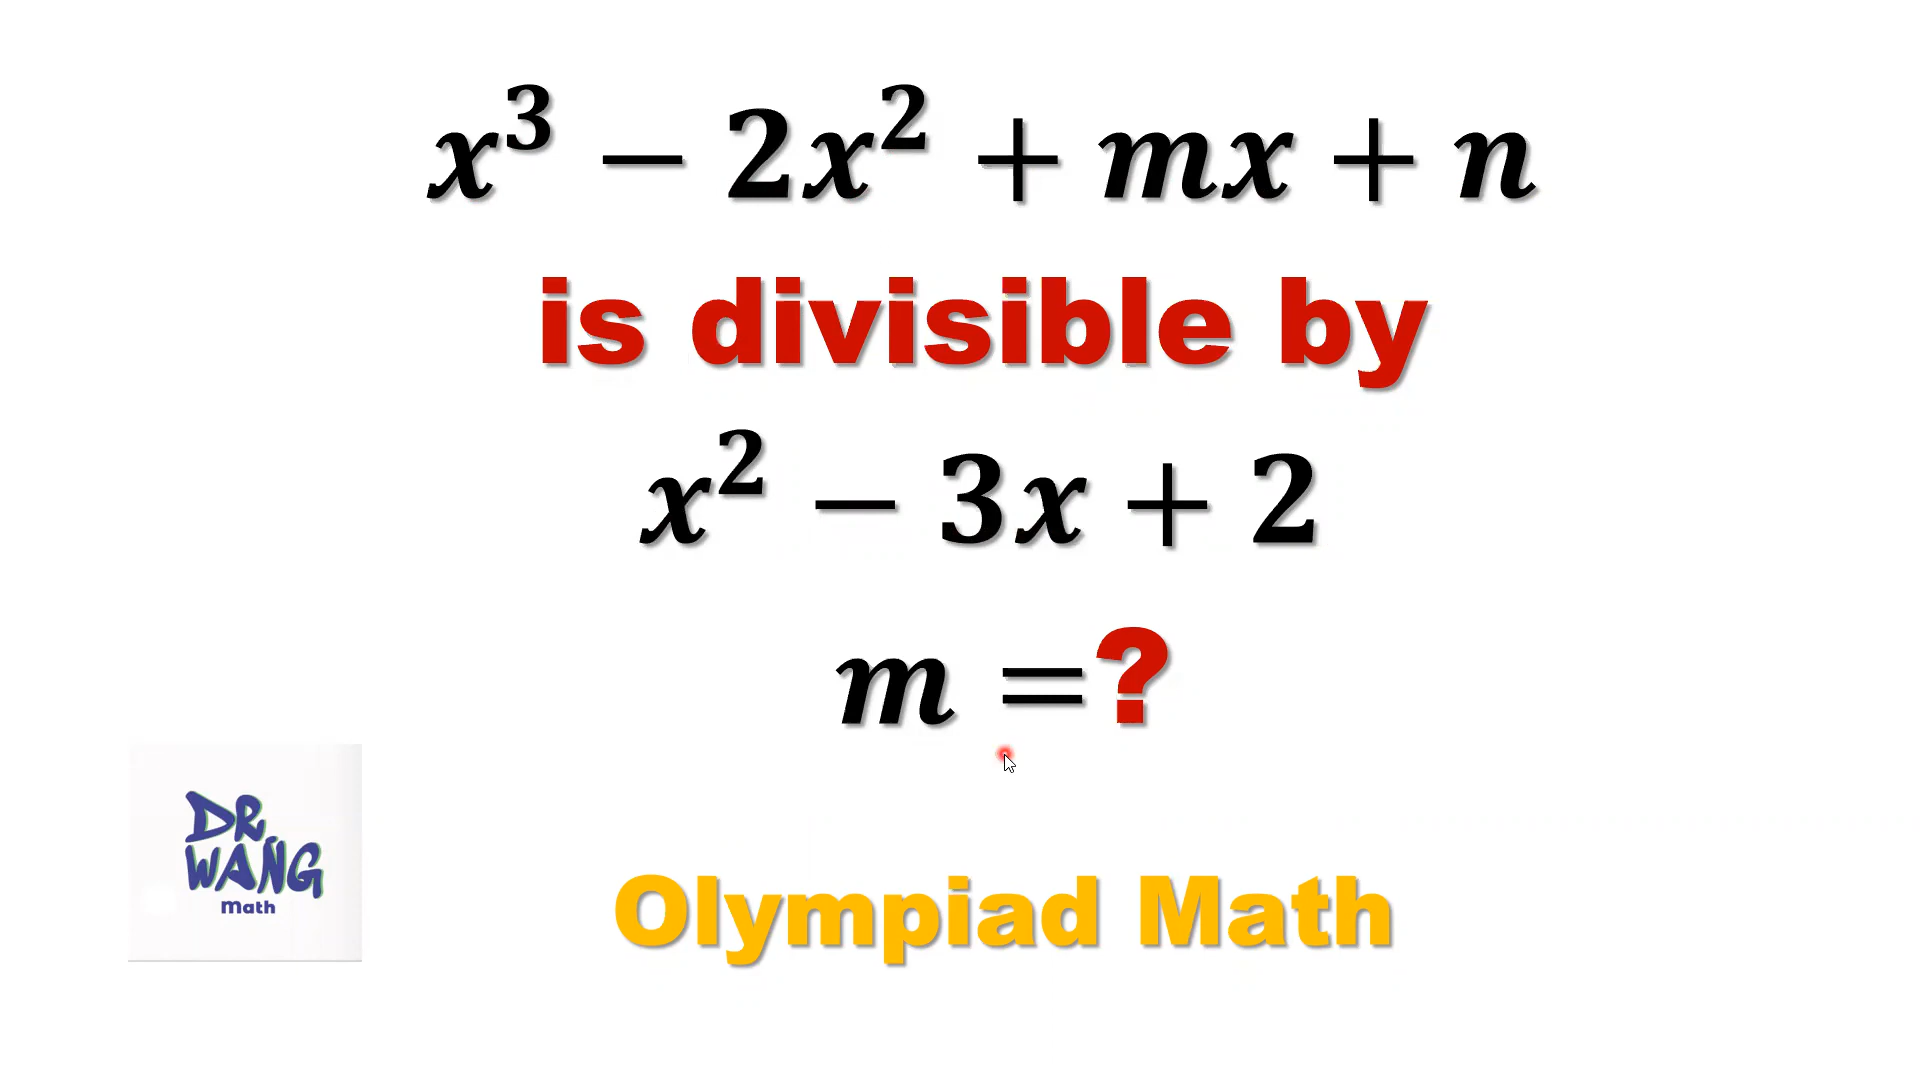 x³ − 2x² + mx + n
is divisible by
x² − 3x + 2
m =?
DR
WANG
Math
Olympiad Math